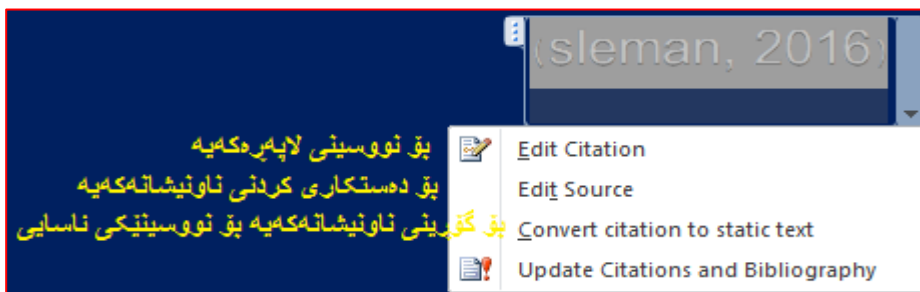 (sleman, 2016)
بۆ نووسینی لاپەڕەکەیە
Edit Citation
بۆ دەستکاری کردنی ناونیشانەکەیە
Edit Source
بۆ گۆڕینی ناونیشانەکەیە بۆ نووسینێکی ئاسایی
Convert citation to static text
Update Citations and Bibliography